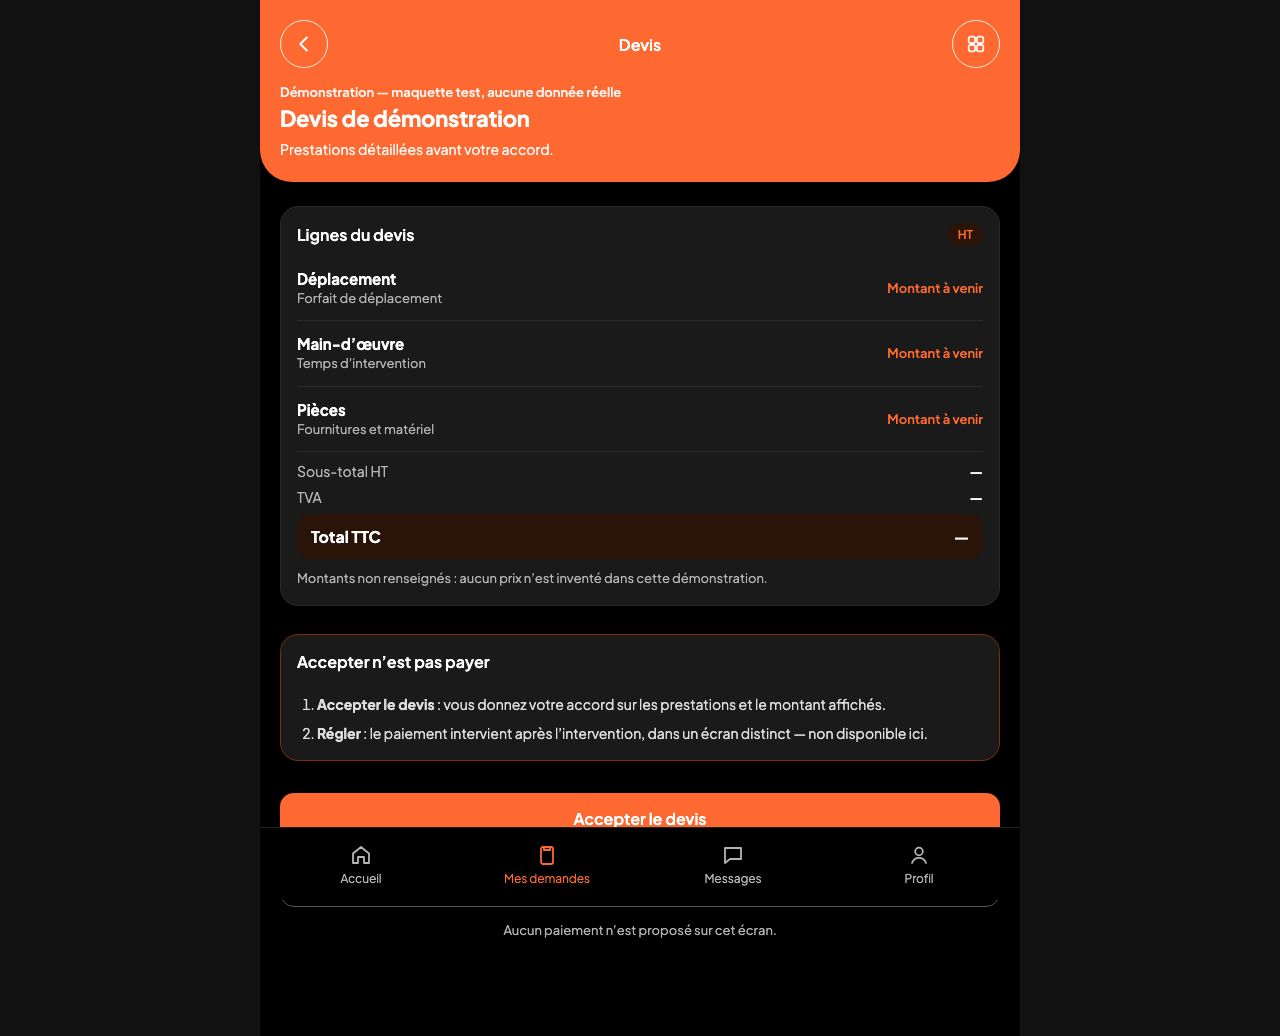 Devis
Démonstration — maquette test, aucune donnée réelle
Devis de démonstration
Prestations détaillées avant votre accord.
Lignes du devis
HT
Déplacement
Forfait de déplacement
Montant à venir
Main-d’œuvre
Temps d’intervention
Montant à venir
Pièces
Fournitures et matériel
Montant à venir
Sous-total HT
—
TVA
—
Total TTC
—
Montants non renseignés : aucun prix n’est inventé dans cette démonstration.
Accepter n’est pas payer
1. Accepter le devis : vous donnez votre accord sur les prestations et le montant affichés.
2. Régler : le paiement intervient après l’intervention, dans un écran distinct — non disponible ici.
Accepter le devis
Accueil
Mes demandes
Messages
Profil
Aucun paiement n’est proposé sur cet écran.